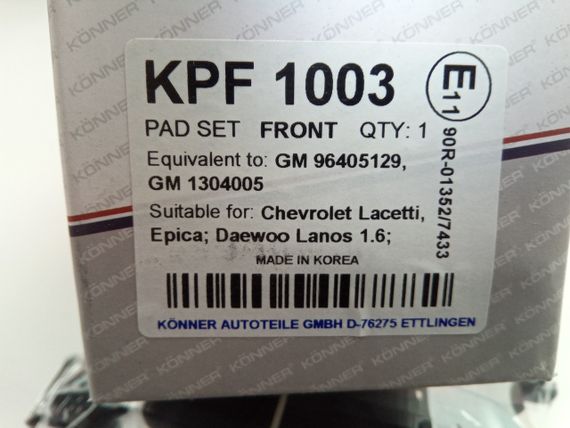 KPF 1003
PAD SET FRONT QTY: 1
Equivalent to: GM 96405129,
GM 1304005
Suitable for: Chevrolet Lacetti,
Epica; Daewoo Lanos 1.6;
MADE IN KOREA
KÖNNER AUTOTEILE GMBH D-76275 ETTLINGEN
E11
90R-01352/7433
KÖNNER